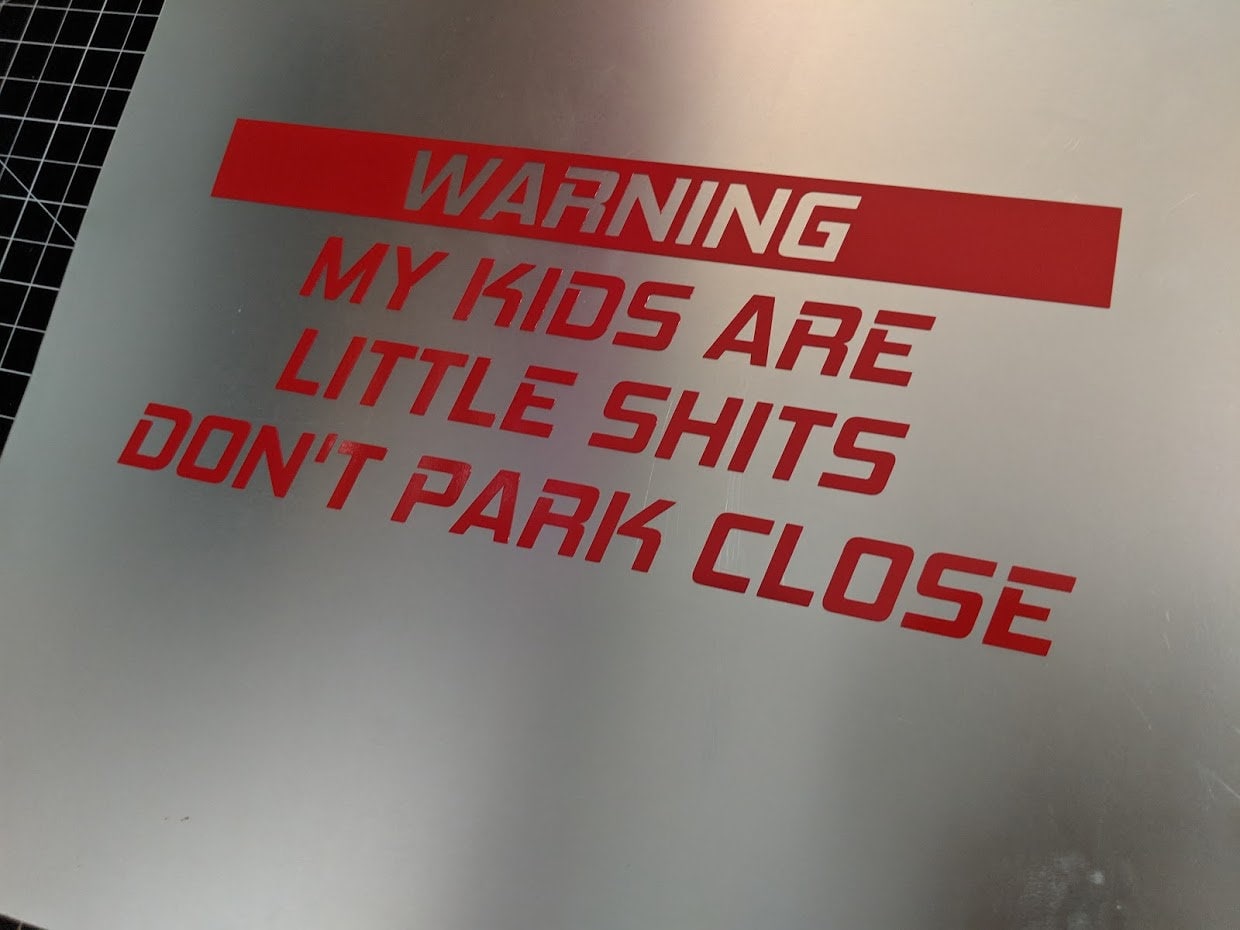 WARNING
MY KIDS ARE
LITTLE SHITS
DON'T PARK CLOSE